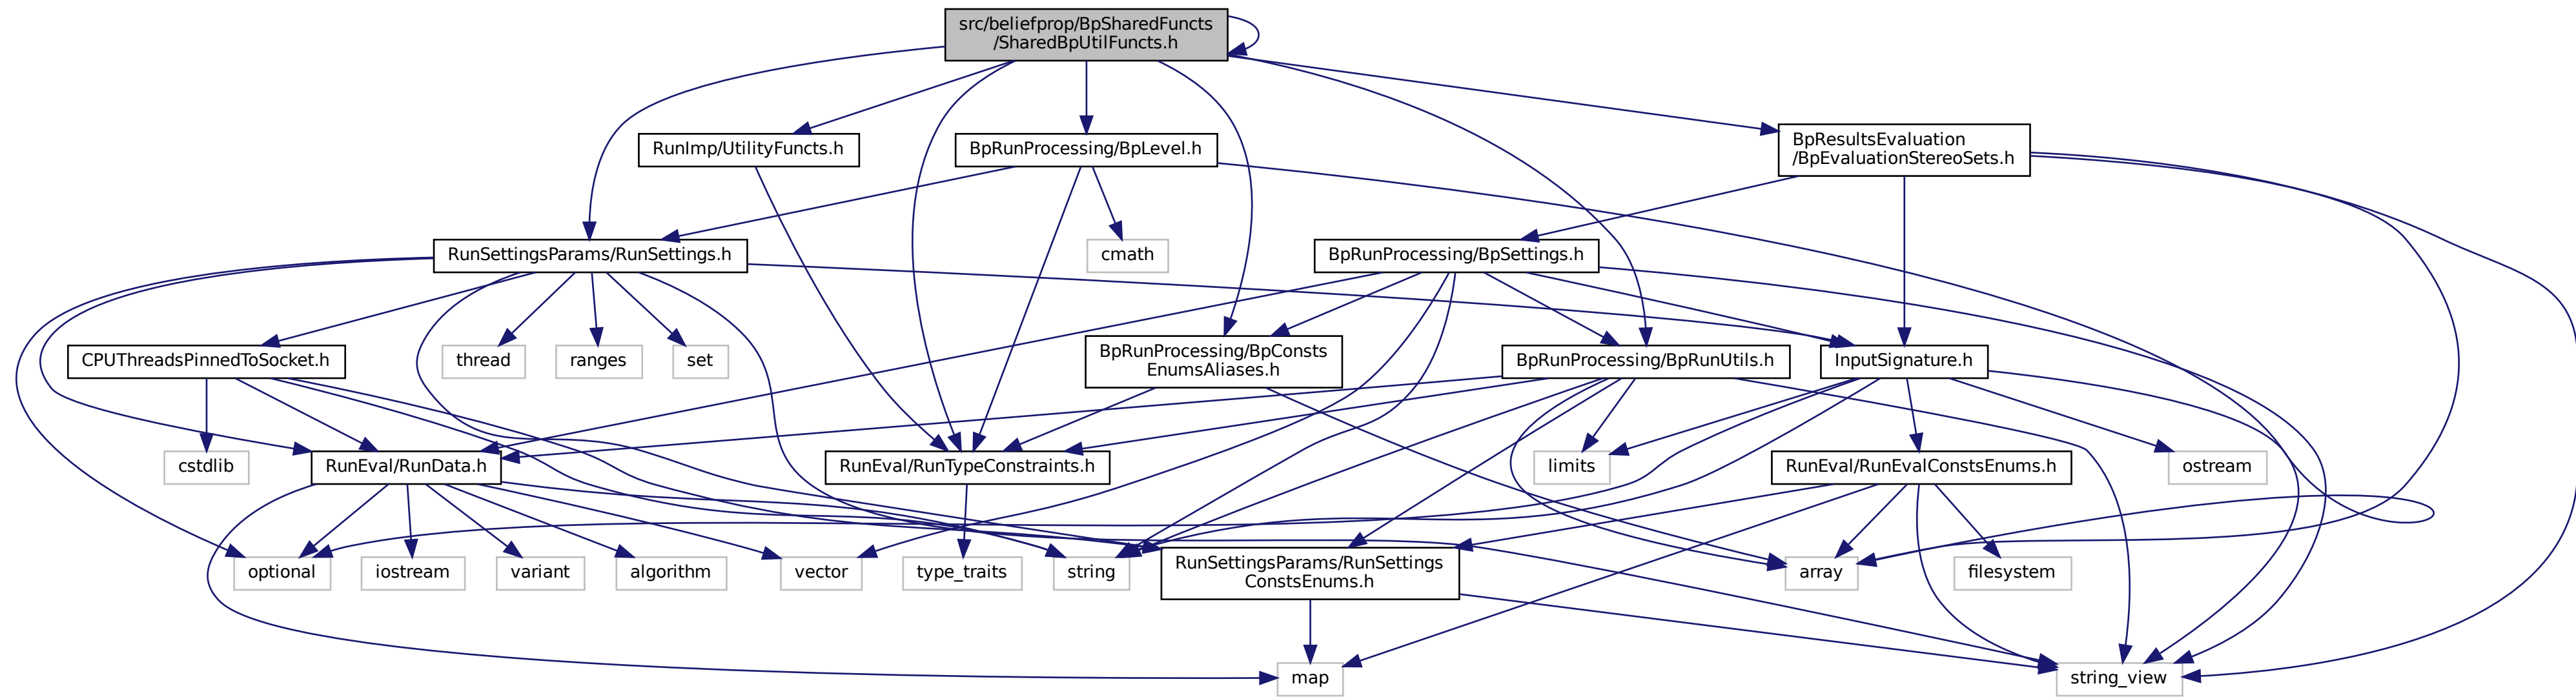 src/beliefprop/BpSharedFuncts
/SharedBpUtilFuncts.h
RunImp/UtilityFuncts.h
BpRunProcessing/BpLevel.h
BpResultsEvaluation
/BpEvaluationStereoSets.h
RunSettingsParams/RunSettings.h
cmath
BpRunProcessing/BpSettings.h
CPUThreadsPinnedToSocket.h
thread
ranges
set
BpRunProcessing/BpConsts
EnumsAliases.h
BpRunProcessing/BpRunUtils.h
InputSignature.h
cstdlib
RunEval/RunData.h
RunEval/RunTypeConstraints.h
limits
RunEval/RunEvalConstsEnums.h
ostream
optional
iostream
variant
algorithm
vector
type_traits
string
RunSettingsParams/RunSettings
ConstsEnums.h
array
filesystem
map
string_view